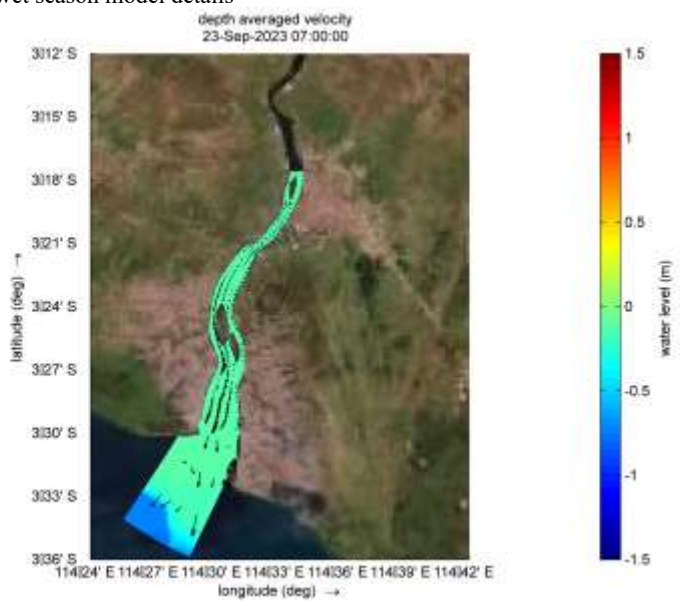 wet season model details
depth averaged velocity
23-Sep-2023 07:00:00
3▯12' S
3▯15' S
3▯18' S
3▯21' S
3▯24' S
3▯27' S
3▯30' S
3▯33' S
3▯36' S
latitude (deg) →
114▯24' E 114▯27' E 114▯30' E 114▯33' E 114▯36' E 114▯39' E 114▯42' E
longitude (deg) →
1.5
1
0.5
0
-0.5
-1
-1.5
water level (m)